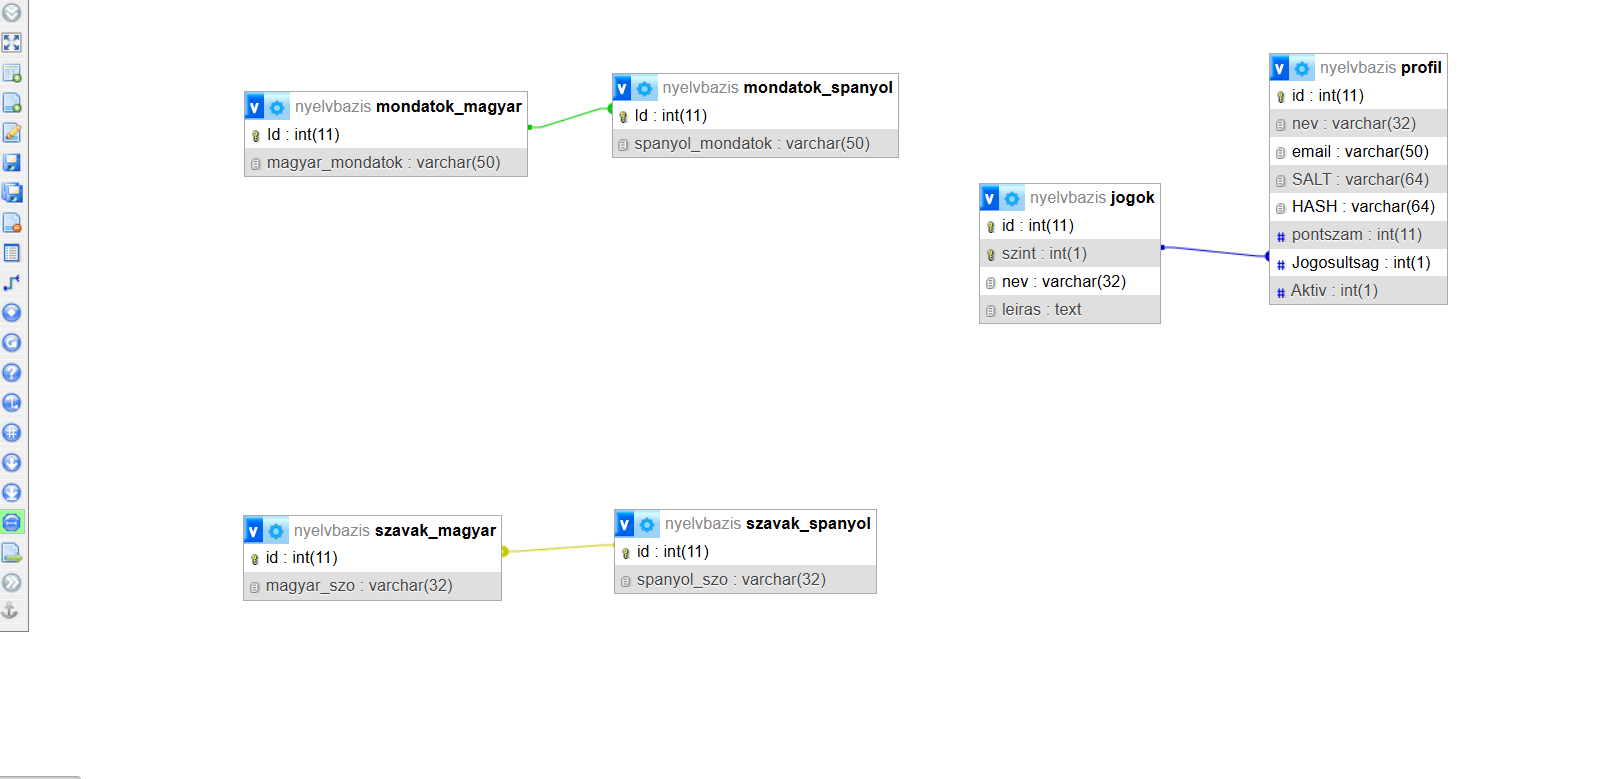 v nyelvbazis mondatok_magyar
Id : int(11)
magyar_mondatok : varchar(50)
v nyelvbazis mondatok_spanyol
Id : int(11)
spanyol_mondatok : varchar(50)
v nyelvbazis jogok
id : int(11)
szint : int(1)
nev : varchar(32)
leiras : text
v nyelvbazis profil
id : int(11)
nev : varchar(32)
email : varchar(50)
SALT : varchar(64)
HASH : varchar(64)
# pontszam : int(11)
# Jogosultsag : int(1)
# Aktiv : int(1)
v nyelvbazis szavak_magyar
id : int(11)
magyar_szo : varchar(32)
v nyelvbazis szavak_spanyol
id : int(11)
spanyol_szo : varchar(32)